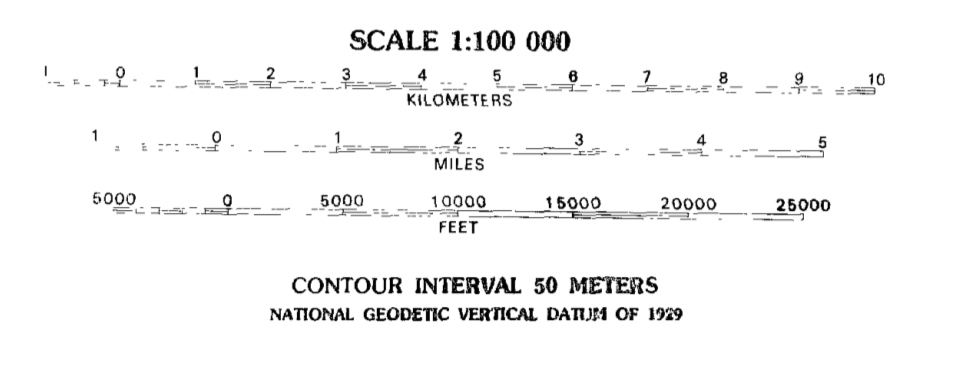 SCALE 1:100 000
1 0 1 2 3 4 5 6 7 8 9 10
KILOMETERS
1 0 1 2 3 4 5
MILES
5000 0 5000 10000 15000 20000 25000
FEET
CONTOUR INTERVAL 50 METERS
NATIONAL GEODETIC VERTICAL DATUM OF 1929